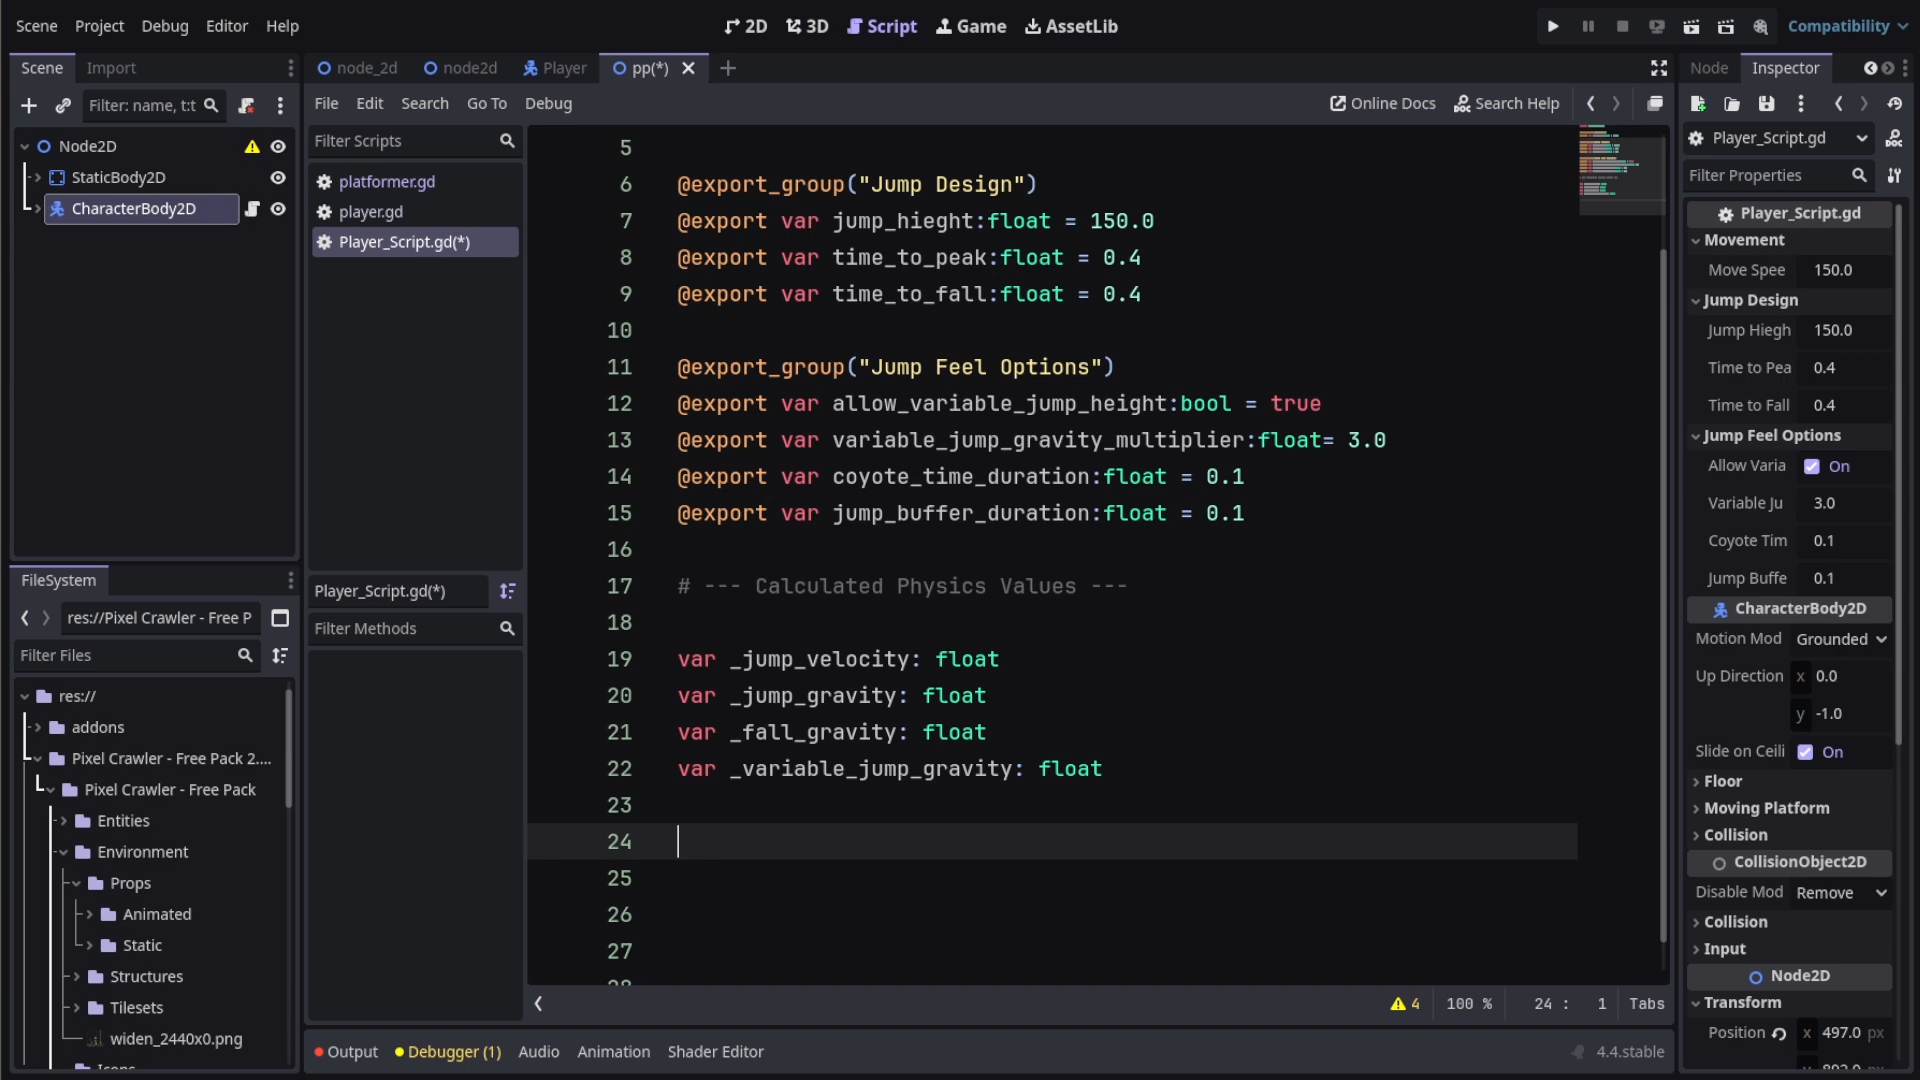 Scene Project Debug Editor Help
2D 3D Script Game AssetLib
Compatibility
Scene Import
Filter: name, t:t
Node2D
StaticBody2D
CharacterBody2D
FileSystem
res://Pixel Crawler - Free P
Filter Files
res://
addons
Pixel Crawler - Free Pack 2....
Pixel Crawler - Free Pack
Entities
Environment
Props
Animated
Static
Structures
Tilesets
widen_2440x0.png
node_2d node2d Player pp(*)
File Edit Search Go To Debug
Online Docs Search Help
Filter Scripts
platformer.gd
player.gd
Player_Script.gd(*)
Player_Script.gd(*)
Filter Methods
5
6 @export_group("Jump Design")
7 @export var jump_hieght:float = 150.0
8 @export var time_to_peak:float = 0.4
9 @export var time_to_fall:float = 0.4
10
11 @export_group("Jump Feel Options")
12 @export var allow_variable_jump_height:bool = true
13 @export var variable_jump_gravity_multiplier:float= 3.0
14 @export var coyote_time_duration:float = 0.1
15 @export var jump_buffer_duration:float = 0.1
16
17 # --- Calculated Physics Values ---
18
19 var _jump_velocity: float
20 var _jump_gravity: float
21 var _fall_gravity: float
22 var _variable_jump_gravity: float
23
24
25
26
27
4 100 % 24 : 1 Tabs
Output Debugger (1) Audio Animation Shader Editor
4.4.stable
Node Inspector
Player_Script.gd
Filter Properties
Player_Script.gd
Movement
Move Spee 150.0
Jump Design
Jump Hiegh 150.0
Time to Pea 0.4
Time to Fall 0.4
Jump Feel Options
Allow Varia On
Variable Ju 3.0
Coyote Tim 0.1
Jump Buffe 0.1
CharacterBody2D
Motion Mod Grounded
Up Direction x 0.0
y -1.0
Slide on Ceili On
Floor
Moving Platform
Collision
CollisionObject2D
Disable Mod Remove
Collision
Input
Node2D
Transform
Position x 497.0 px